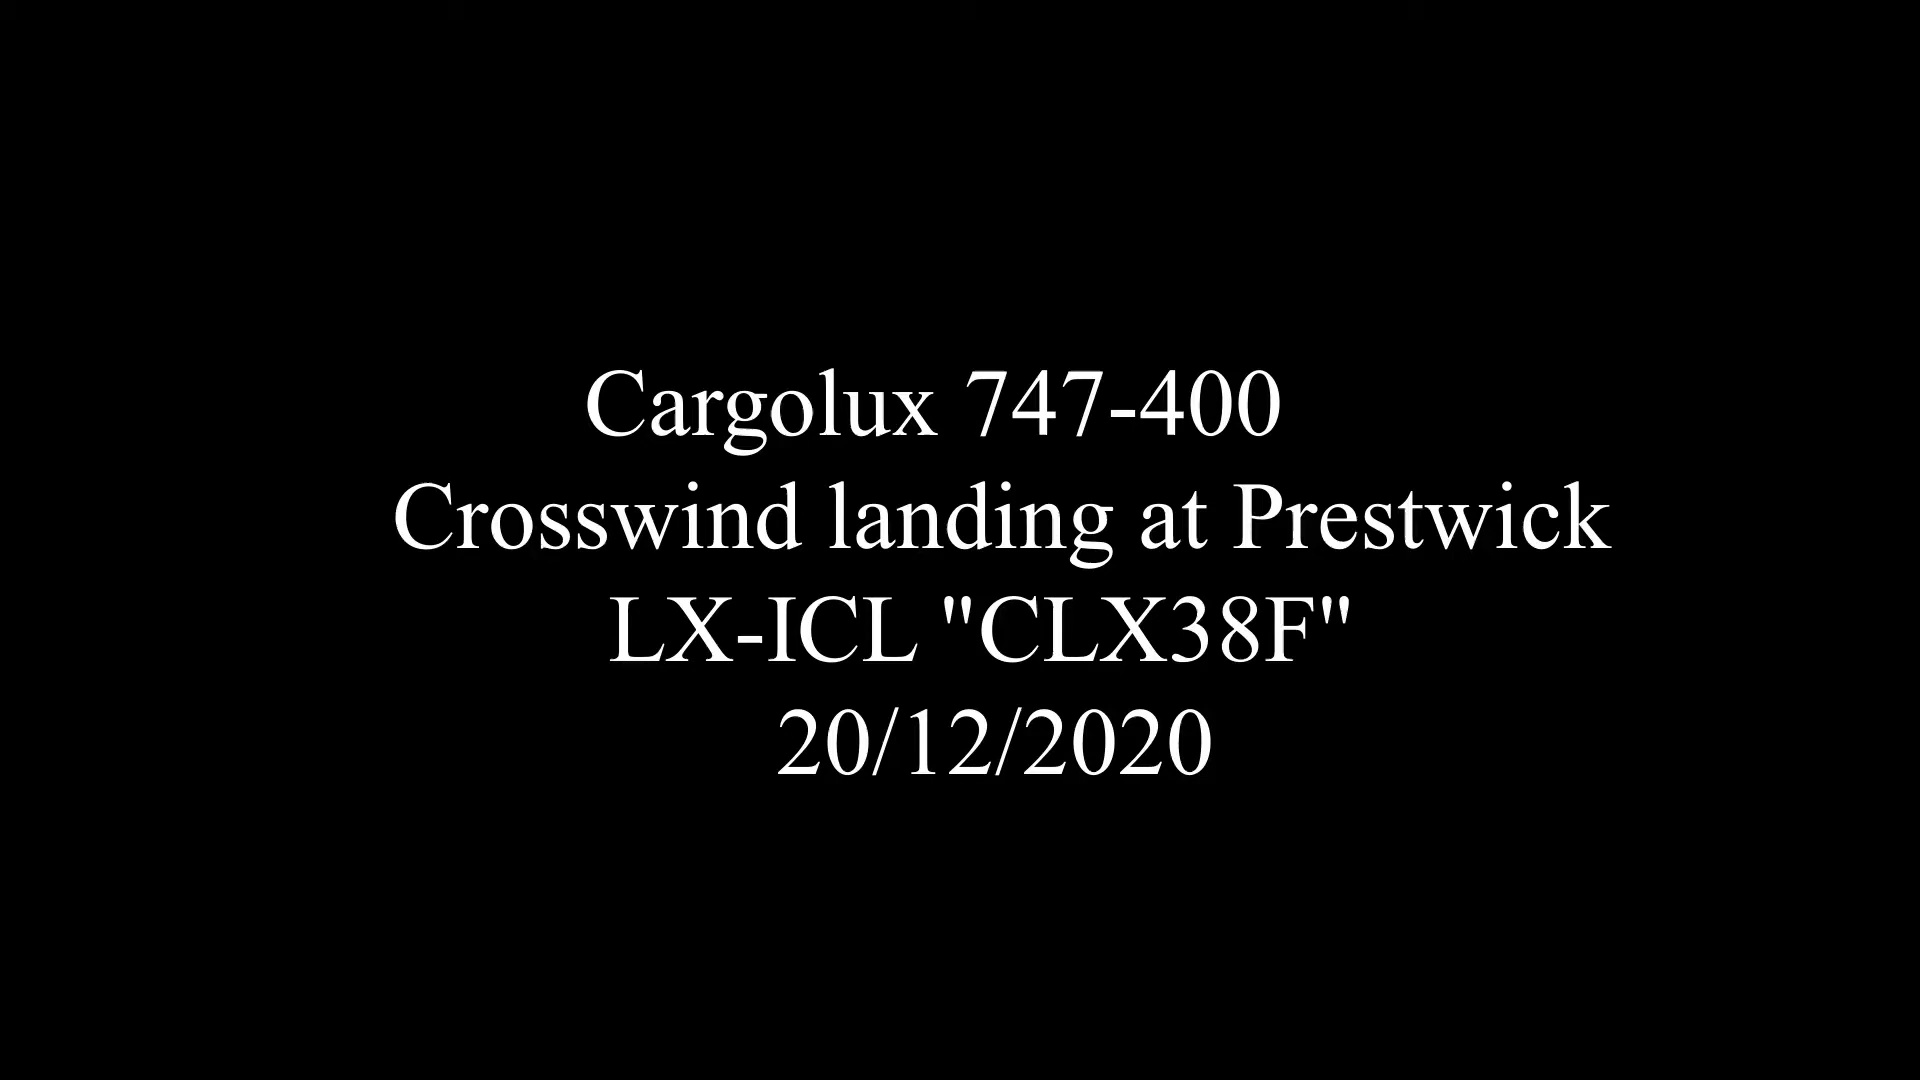 Cargolux 747-400
Crosswind landing at Prestwick
LX-ICL "CLX38F"
20/12/2020